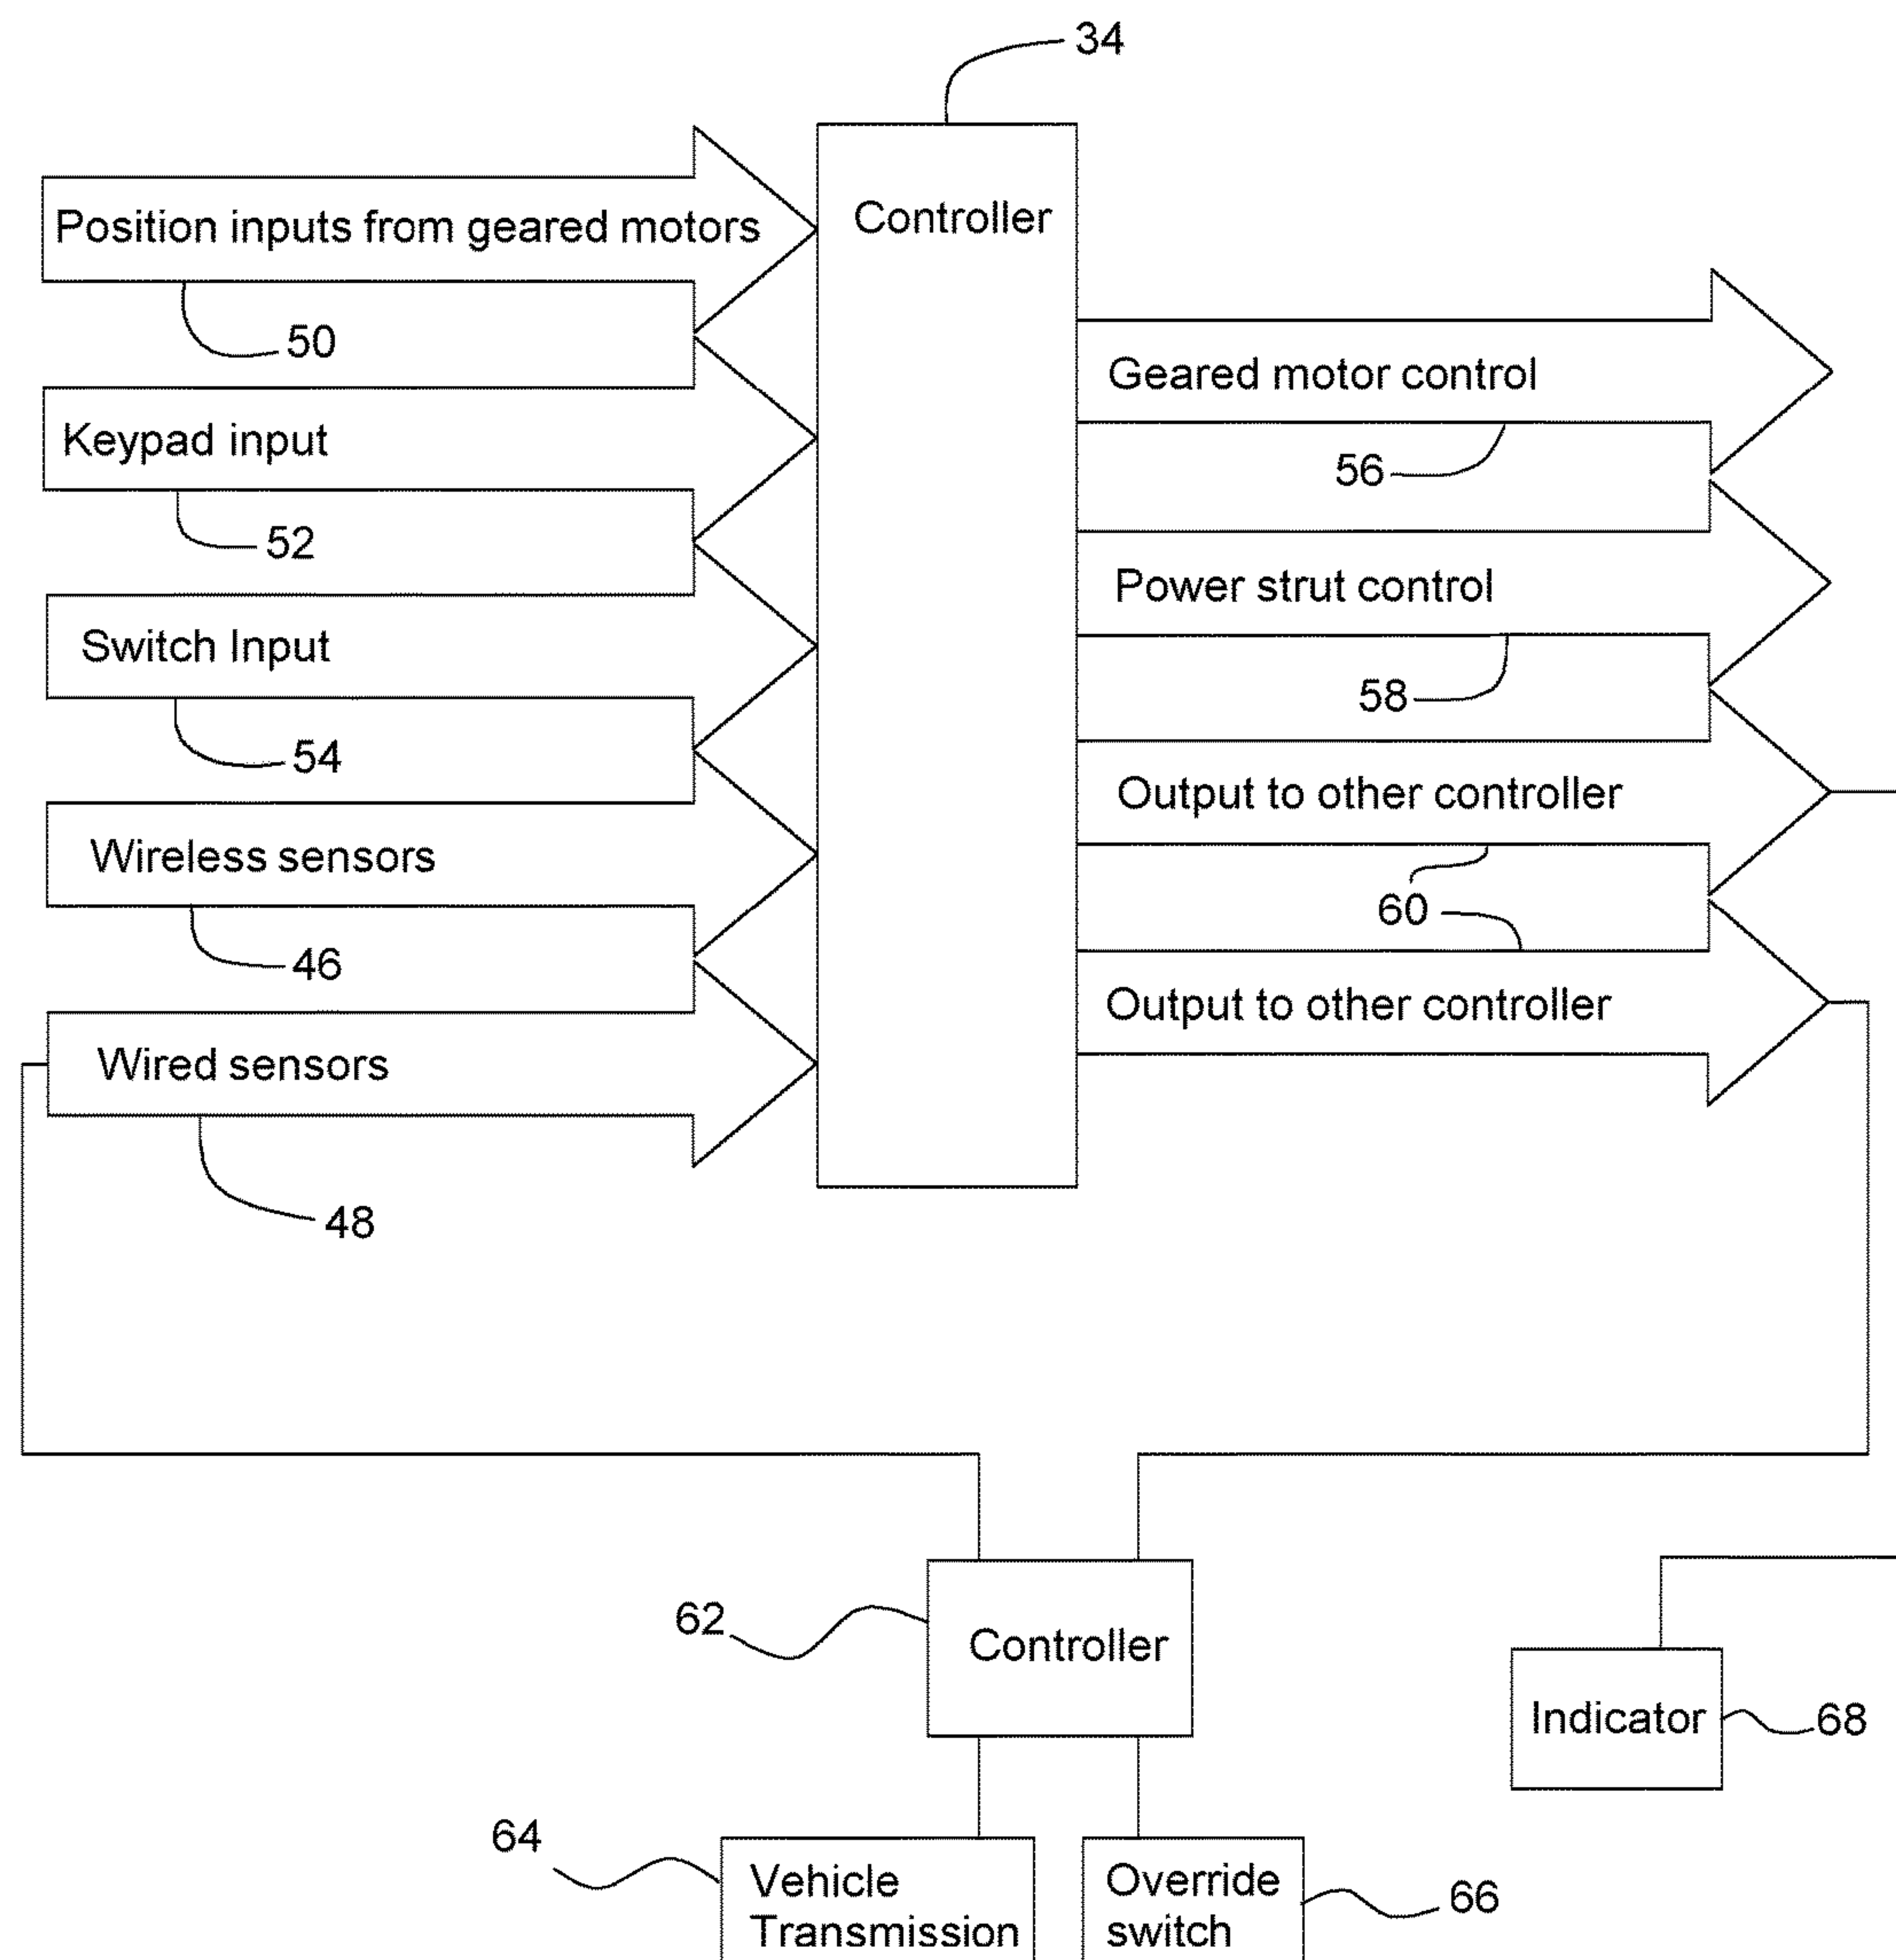 34
Position inputs from geared motors
Controller
50
Geared motor control
Keypad input
56
52
Power strut control
Switch Input
58
54
Output to other controller
Wireless sensors
60
46
Output to other controller
Wired sensors
48
62
Controller
Indicator
68
64
Vehicle
Transmission
Override
switch
66